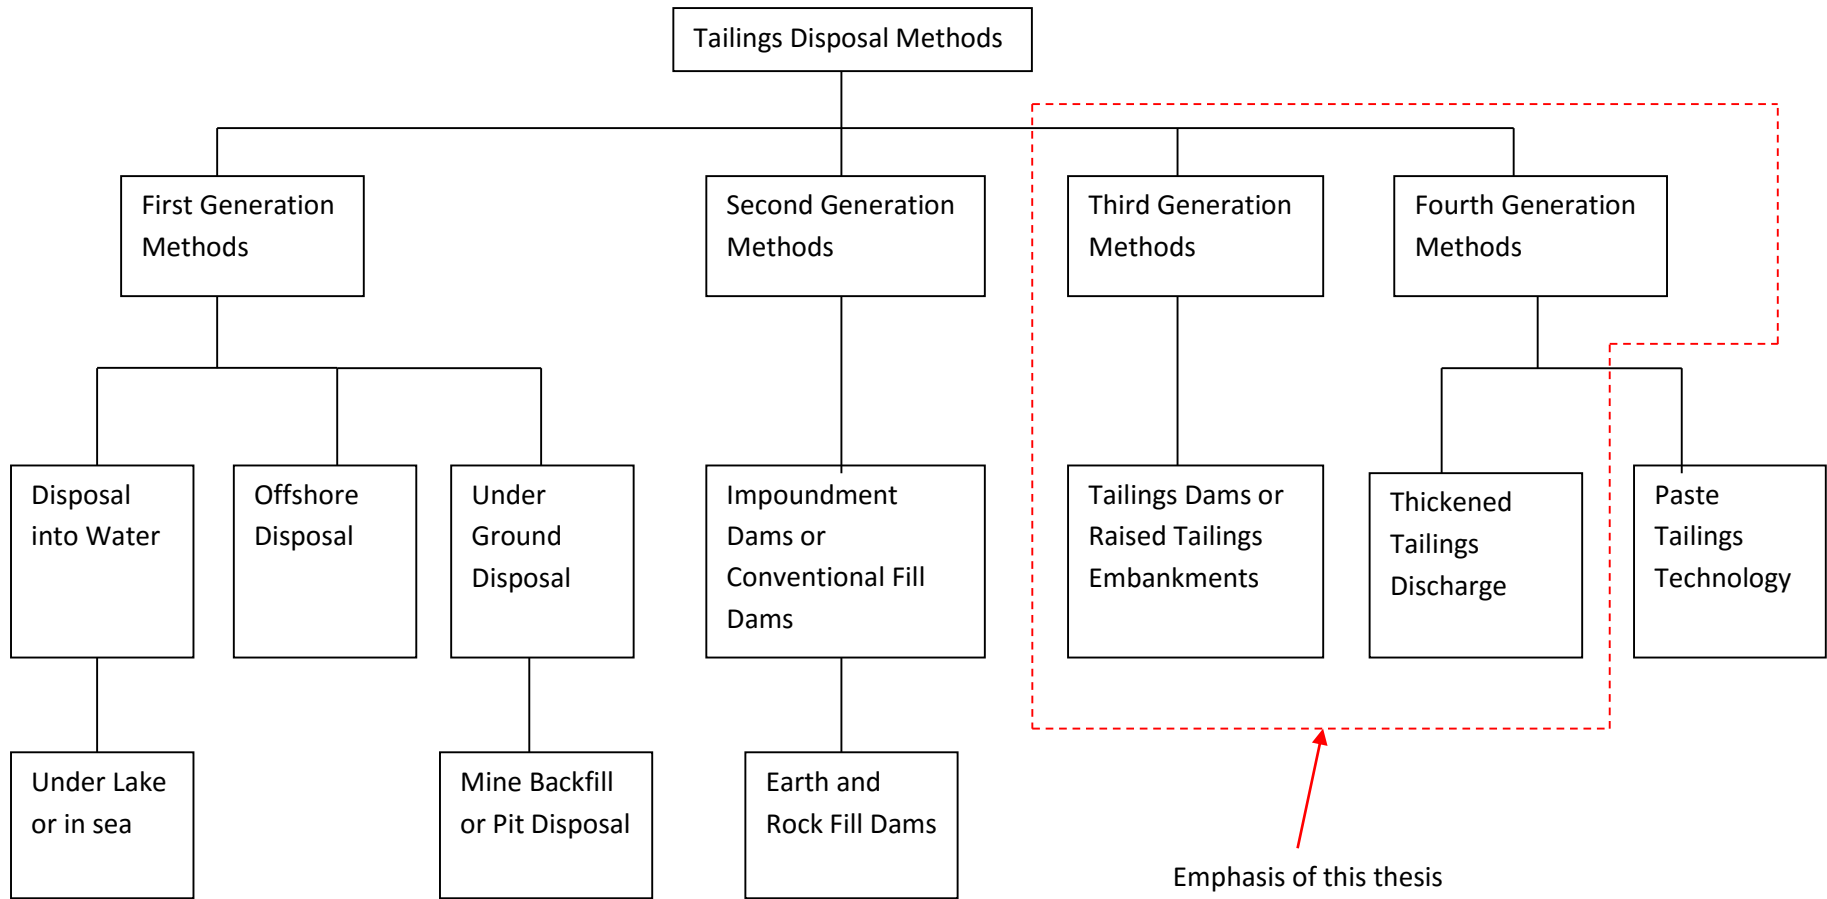 Tailings Disposal Methods
First Generation
Methods
Second Generation
Methods
Third Generation
Methods
Fourth Generation
Methods
Disposal
into Water
Offshore
Disposal
Under
Ground
Disposal
Impoundment
Dams or
Conventional Fill
Dams
Tailings Dams or
Raised Tailings
Embankments
Thickened
Tailings
Discharge
Paste
Tailings
Technology
Under Lake
or in sea
Mine Backfill
or Pit Disposal
Earth and
Rock Fill Dams
Emphasis of this thesis